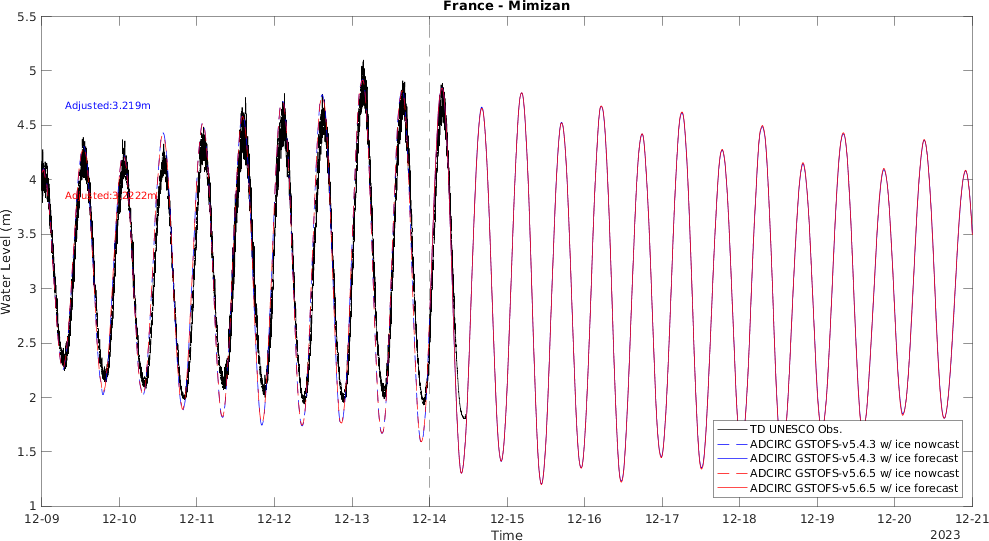 France - Mimizan
5.5
5
4.5
4
3.5
3
2.5
2
1.5
1
Water Level (m)
Adjusted:3.219m
Adjusted:3.2222m
TD UNESCO Obs.
ADCIRC GSTOFS-v5.4.3 w/ ice nowcast
ADCIRC GSTOFS-v5.4.3 w/ ice forecast
ADCIRC GSTOFS-v5.6.5 w/ ice nowcast
ADCIRC GSTOFS-v5.6.5 w/ ice forecast
12-09 12-10 12-11 12-12 12-13 12-14 12-15 12-16 12-17 12-18 12-19 12-20 12-21
Time
2023